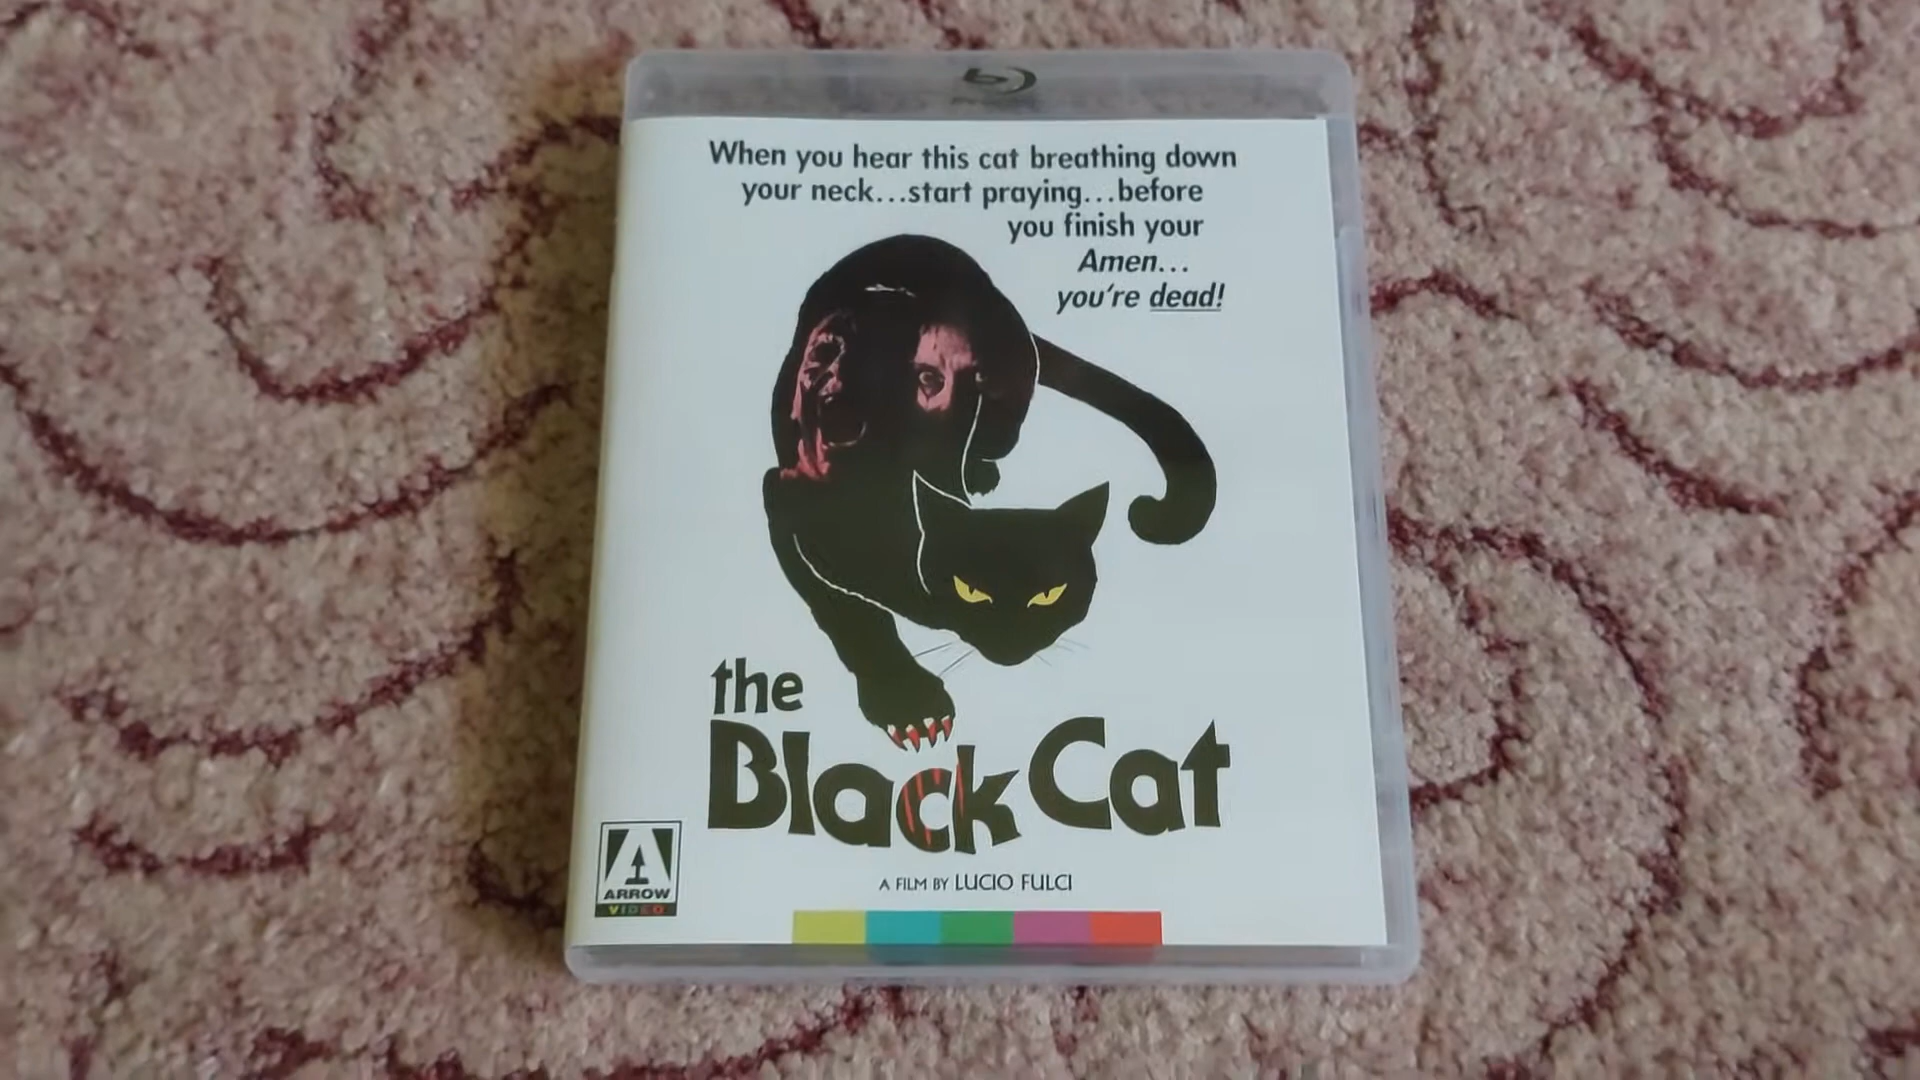 When you hear this cat breathing down
your neck...start praying...before
you finish your
Amen...
you're dead!
the
Black Cat
ARROW
VIDEO
A FILM BY LUCIO FULCI